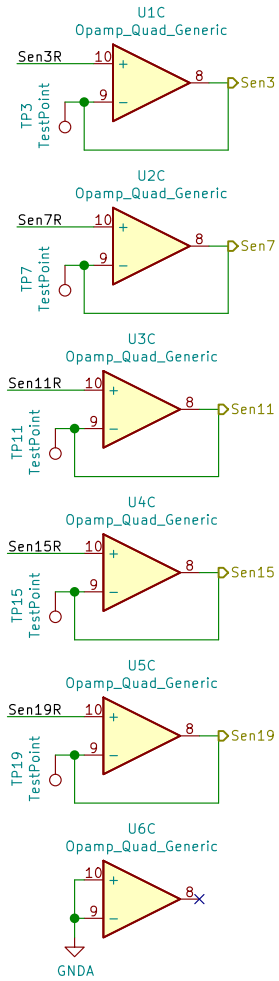 U1C
Opamp_Quad_Generic
Sen3R
10
+
8
Sen3
9
−
TP3
TestPoint
U2C
Opamp_Quad_Generic
Sen7R
10
+
8
Sen7
9
−
TP7
TestPoint
U3C
Opamp_Quad_Generic
Sen11R
10
+
8
Sen11
9
−
TP11
TestPoint
U4C
Opamp_Quad_Generic
Sen15R
10
+
8
Sen15
9
−
TP15
TestPoint
U5C
Opamp_Quad_Generic
Sen19R
10
+
8
Sen19
9
−
TP19
TestPoint
U6C
Opamp_Quad_Generic
10
+
8
9
−
GNDA